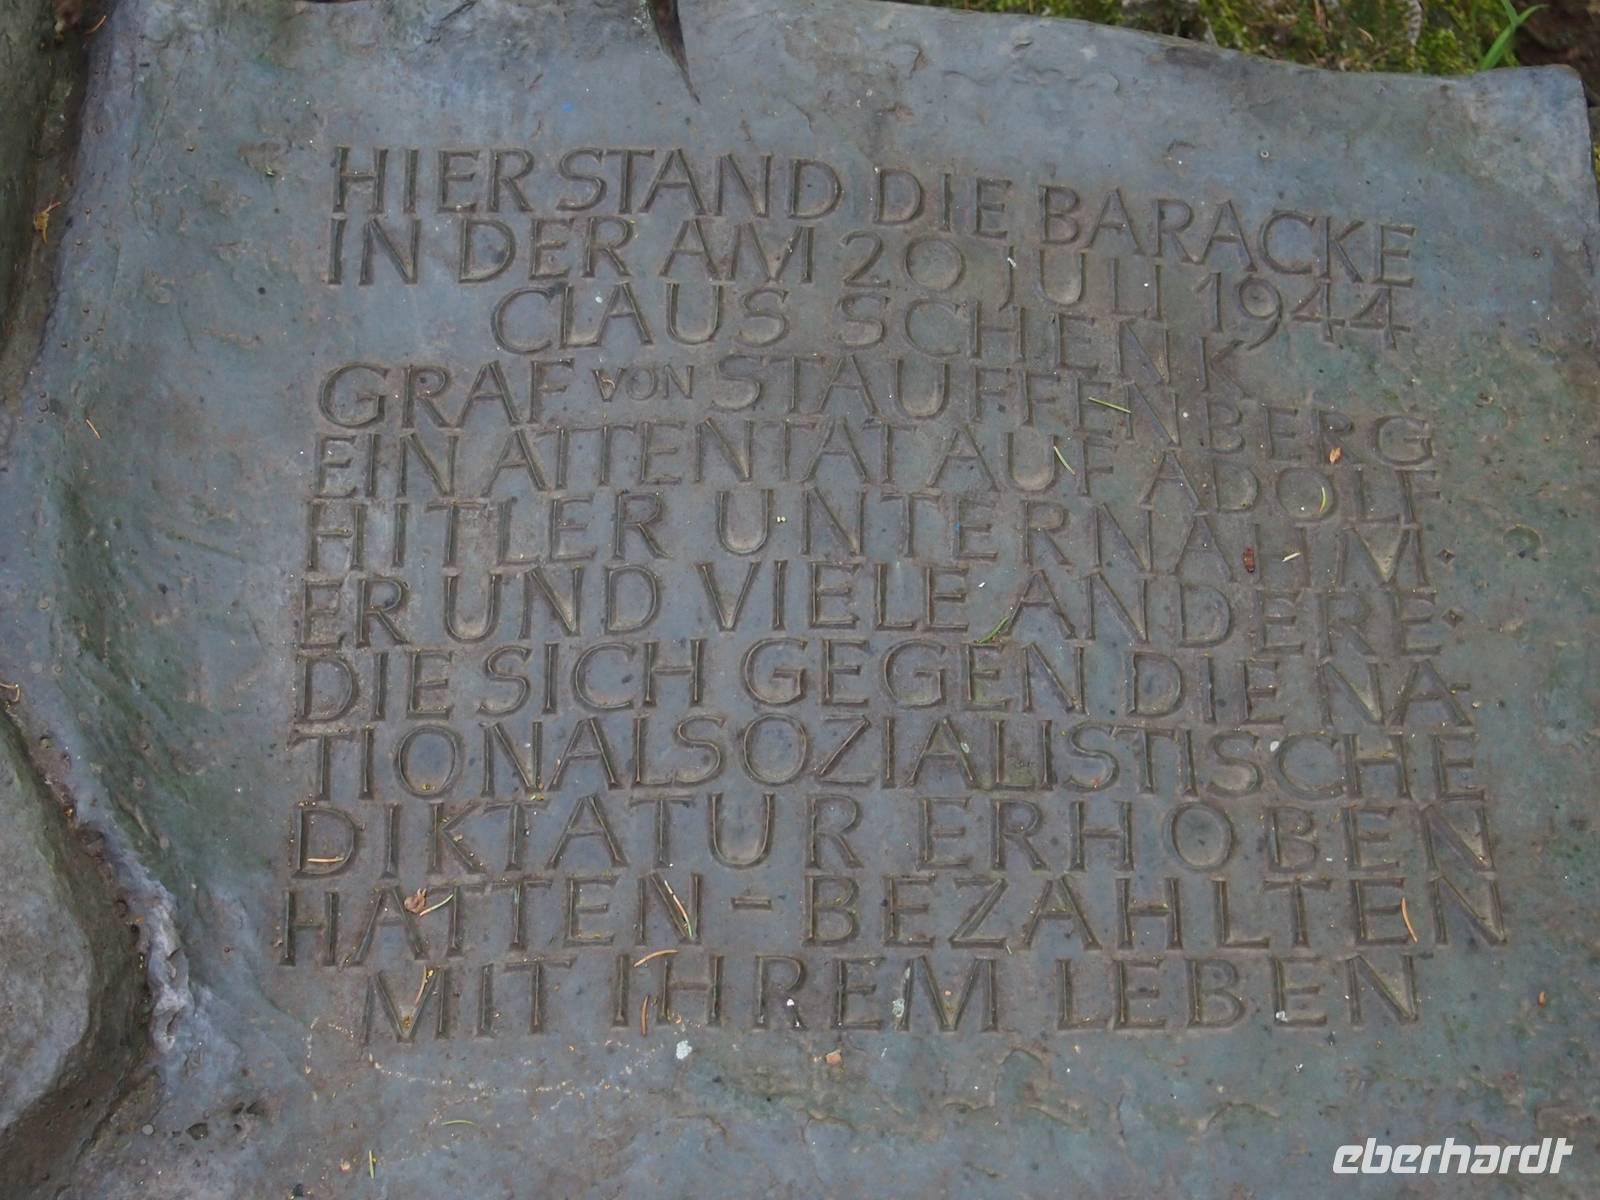 HIER STAND DIE BARACKE
IN DER AM 20 JULI 1944
CLAUS SCHENK
GRAF VON STAUFFENBERG
EIN ATTENTAT AUF ADOLF
HITLER UNTERNAHM.
ER UND VIELE ANDERE.
DIE SICH GEGEN DIE NA-
TIONALSOZIALISTISCHE
DIKTATUR ERHOBEN
HATTEN - BEZAHLTEN
MIT IHREM LEBEN
eberhardt